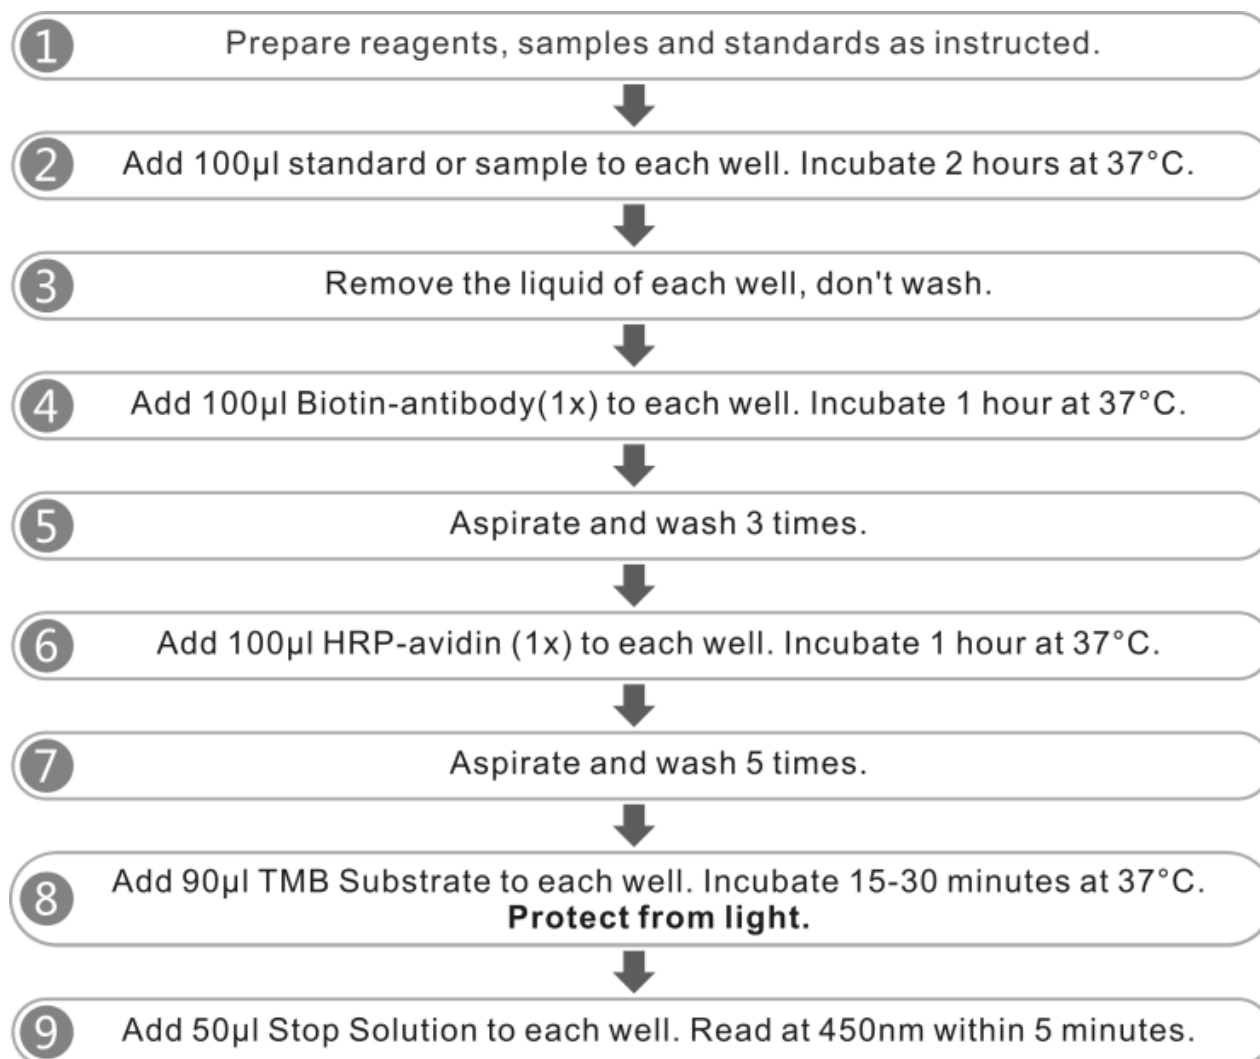 1 Prepare reagents, samples and standards as instructed.
2 Add 100µl standard or sample to each well. Incubate 2 hours at 37°C.
3 Remove the liquid of each well, don't wash.
4 Add 100µl Biotin-antibody(1x) to each well. Incubate 1 hour at 37°C.
5 Aspirate and wash 3 times.
6 Add 100µl HRP-avidin (1x) to each well. Incubate 1 hour at 37°C.
7 Aspirate and wash 5 times.
8 Add 90µl TMB Substrate to each well. Incubate 15-30 minutes at 37°C.
Protect from light.
9 Add 50µl Stop Solution to each well. Read at 450nm within 5 minutes.